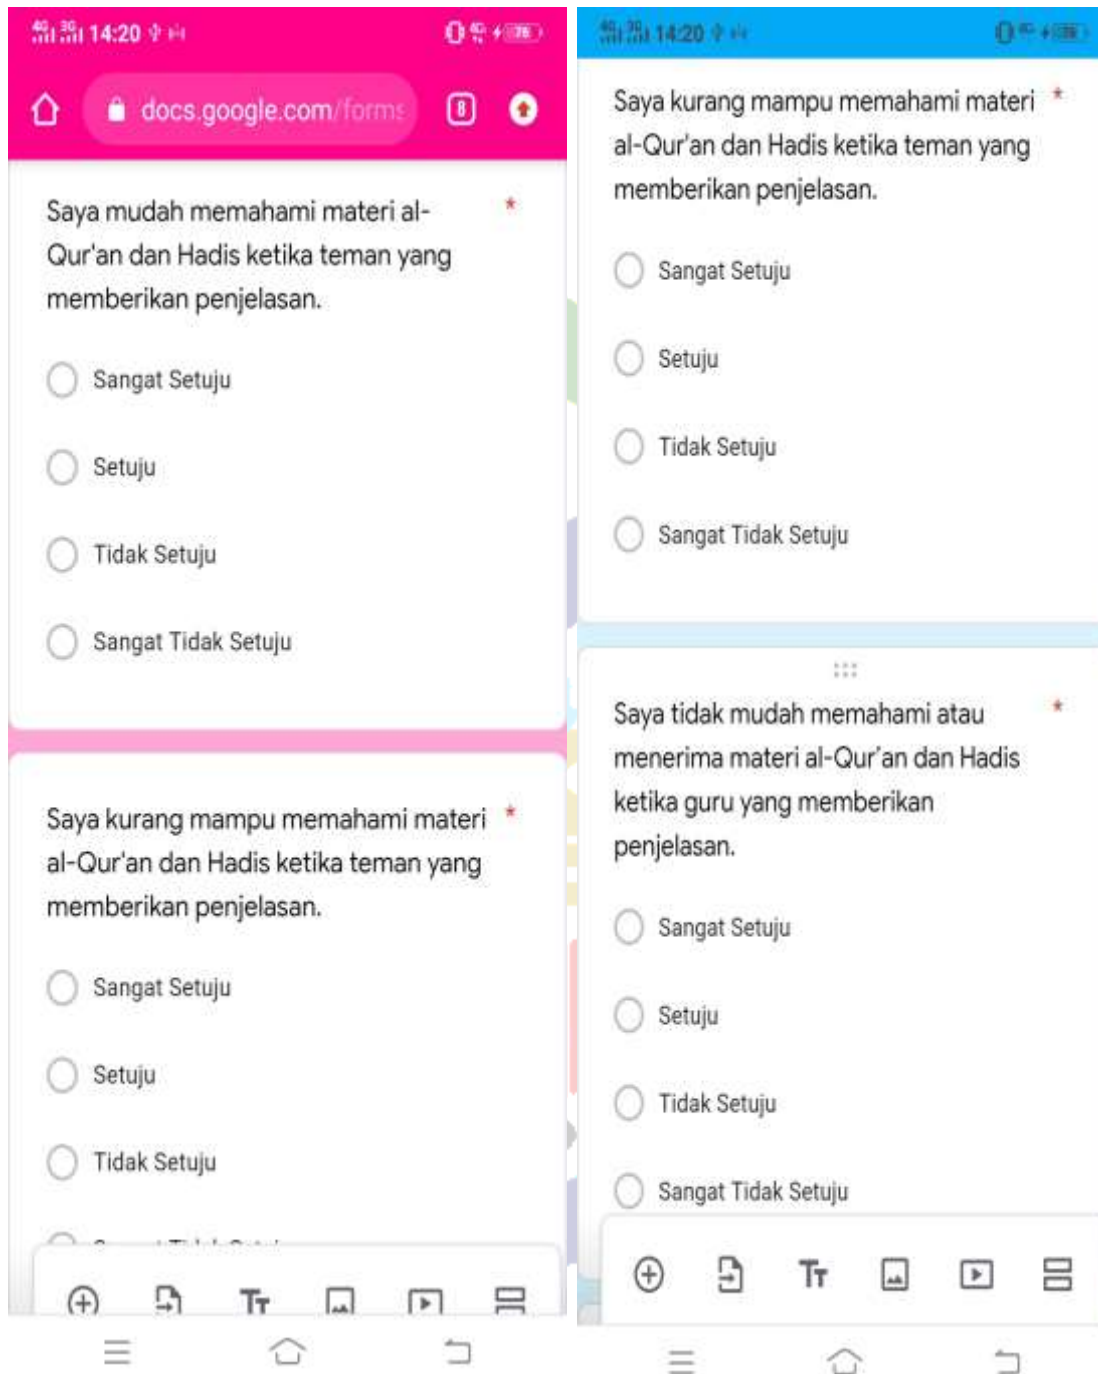 14:20
76
docs.google.com/forms
8
Saya mudah memahami materi al-
Qur'an dan Hadis ketika teman yang
memberikan penjelasan.
*
Sangat Setuju
Setuju
Tidak Setuju
Sangat Tidak Setuju
Saya kurang mampu memahami materi *
al-Qur'an dan Hadis ketika teman yang
memberikan penjelasan.
Sangat Setuju
Setuju
Tidak Setuju
Tт
14:20
Saya kurang mampu memahami materi *
al-Qur'an dan Hadis ketika teman yang
memberikan penjelasan.
Sangat Setuju
Setuju
Tidak Setuju
Sangat Tidak Setuju
Saya tidak mudah memahami atau *
menerima materi al-Qur'an dan Hadis
ketika guru yang memberikan
penjelasan.
Sangat Setuju
Setuju
Tidak Setuju
Sangat Tidak Setuju
Tт